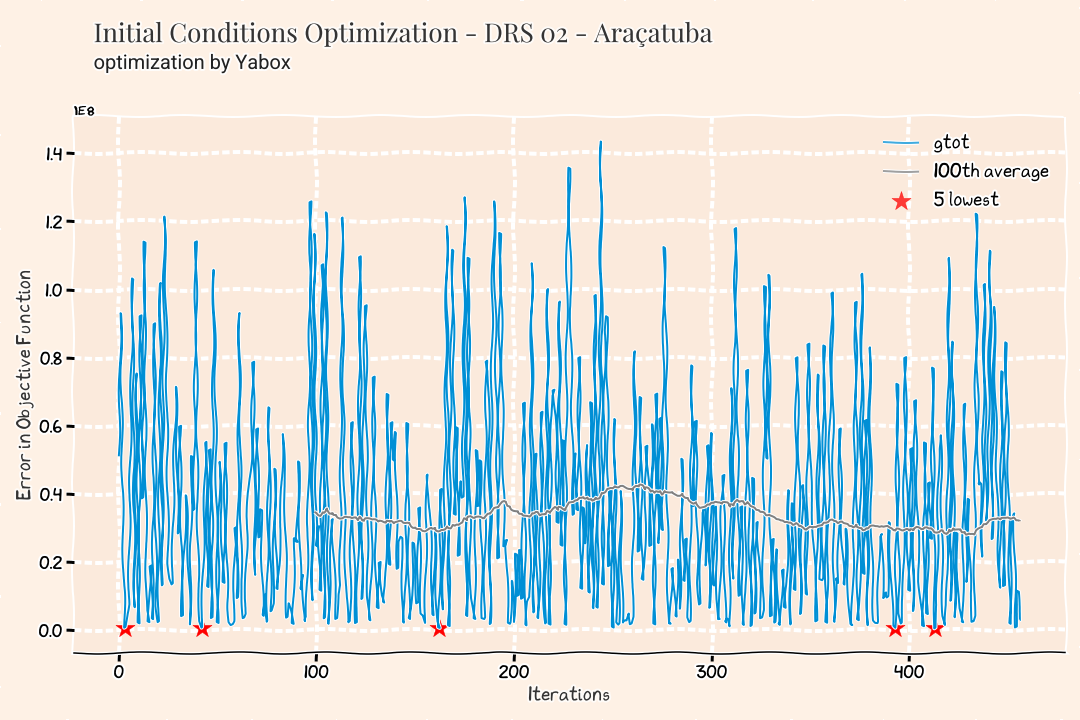 Initial Conditions Optimization - DRS 02 - Araçatuba
optimization by Yabox
1E8
1.4
1.2
1.0
0.8
0.6
0.4
0.2
0.0
Error in Objective Function
gtot
100th average
5 lowest
0 100 200 300 400
Iterations